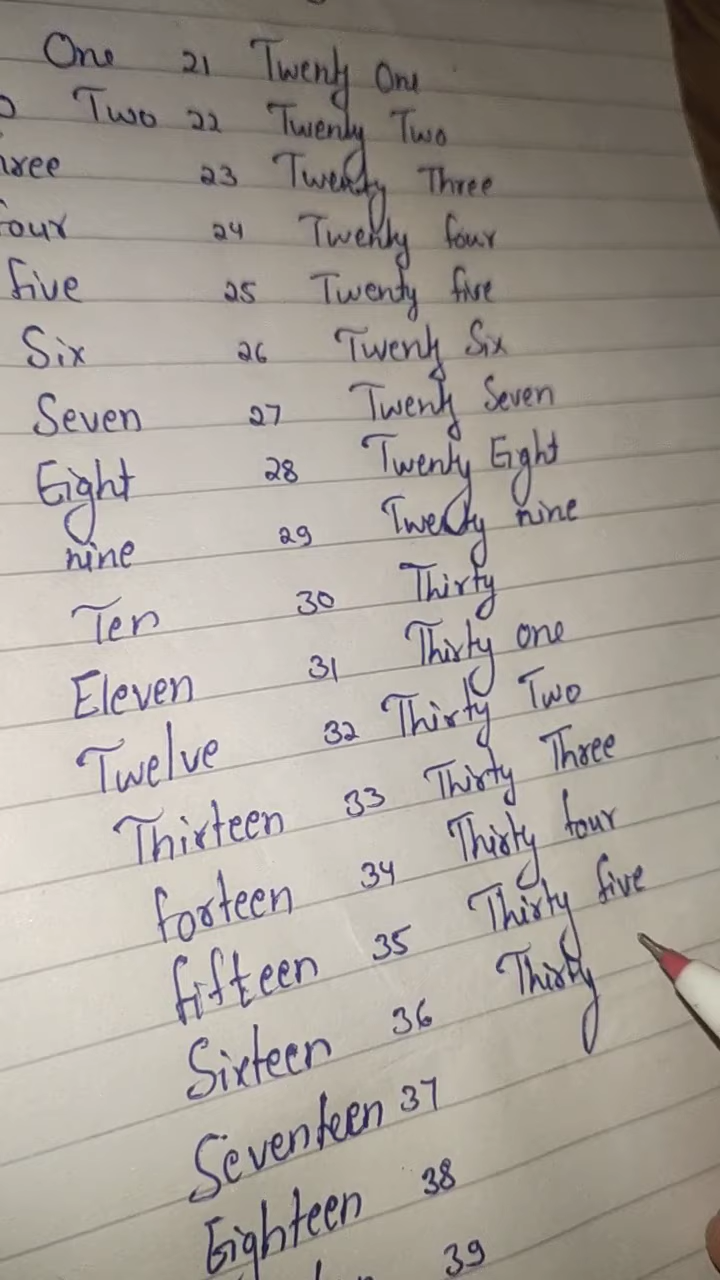 One 21 Twenty One
Two 22 Twenty Two
hree 23 Twenty Three
four 24 Twenty four
five 25 Twenty five
Six 26 Twenty Six
Seven 27 Twenty Seven
Eight 28 Twenty Eight
nine 29 Twenty nine
Ten 30 Thirty
Eleven 31 Thirty one
Twelve 32 Thirty Two
Thirteen 33 Thirty Three
forteen 34 Thirty four
fifteen 35 Thirty five
Sixteen 36 Thirty
Seventeen 37
Eighteen 38
39